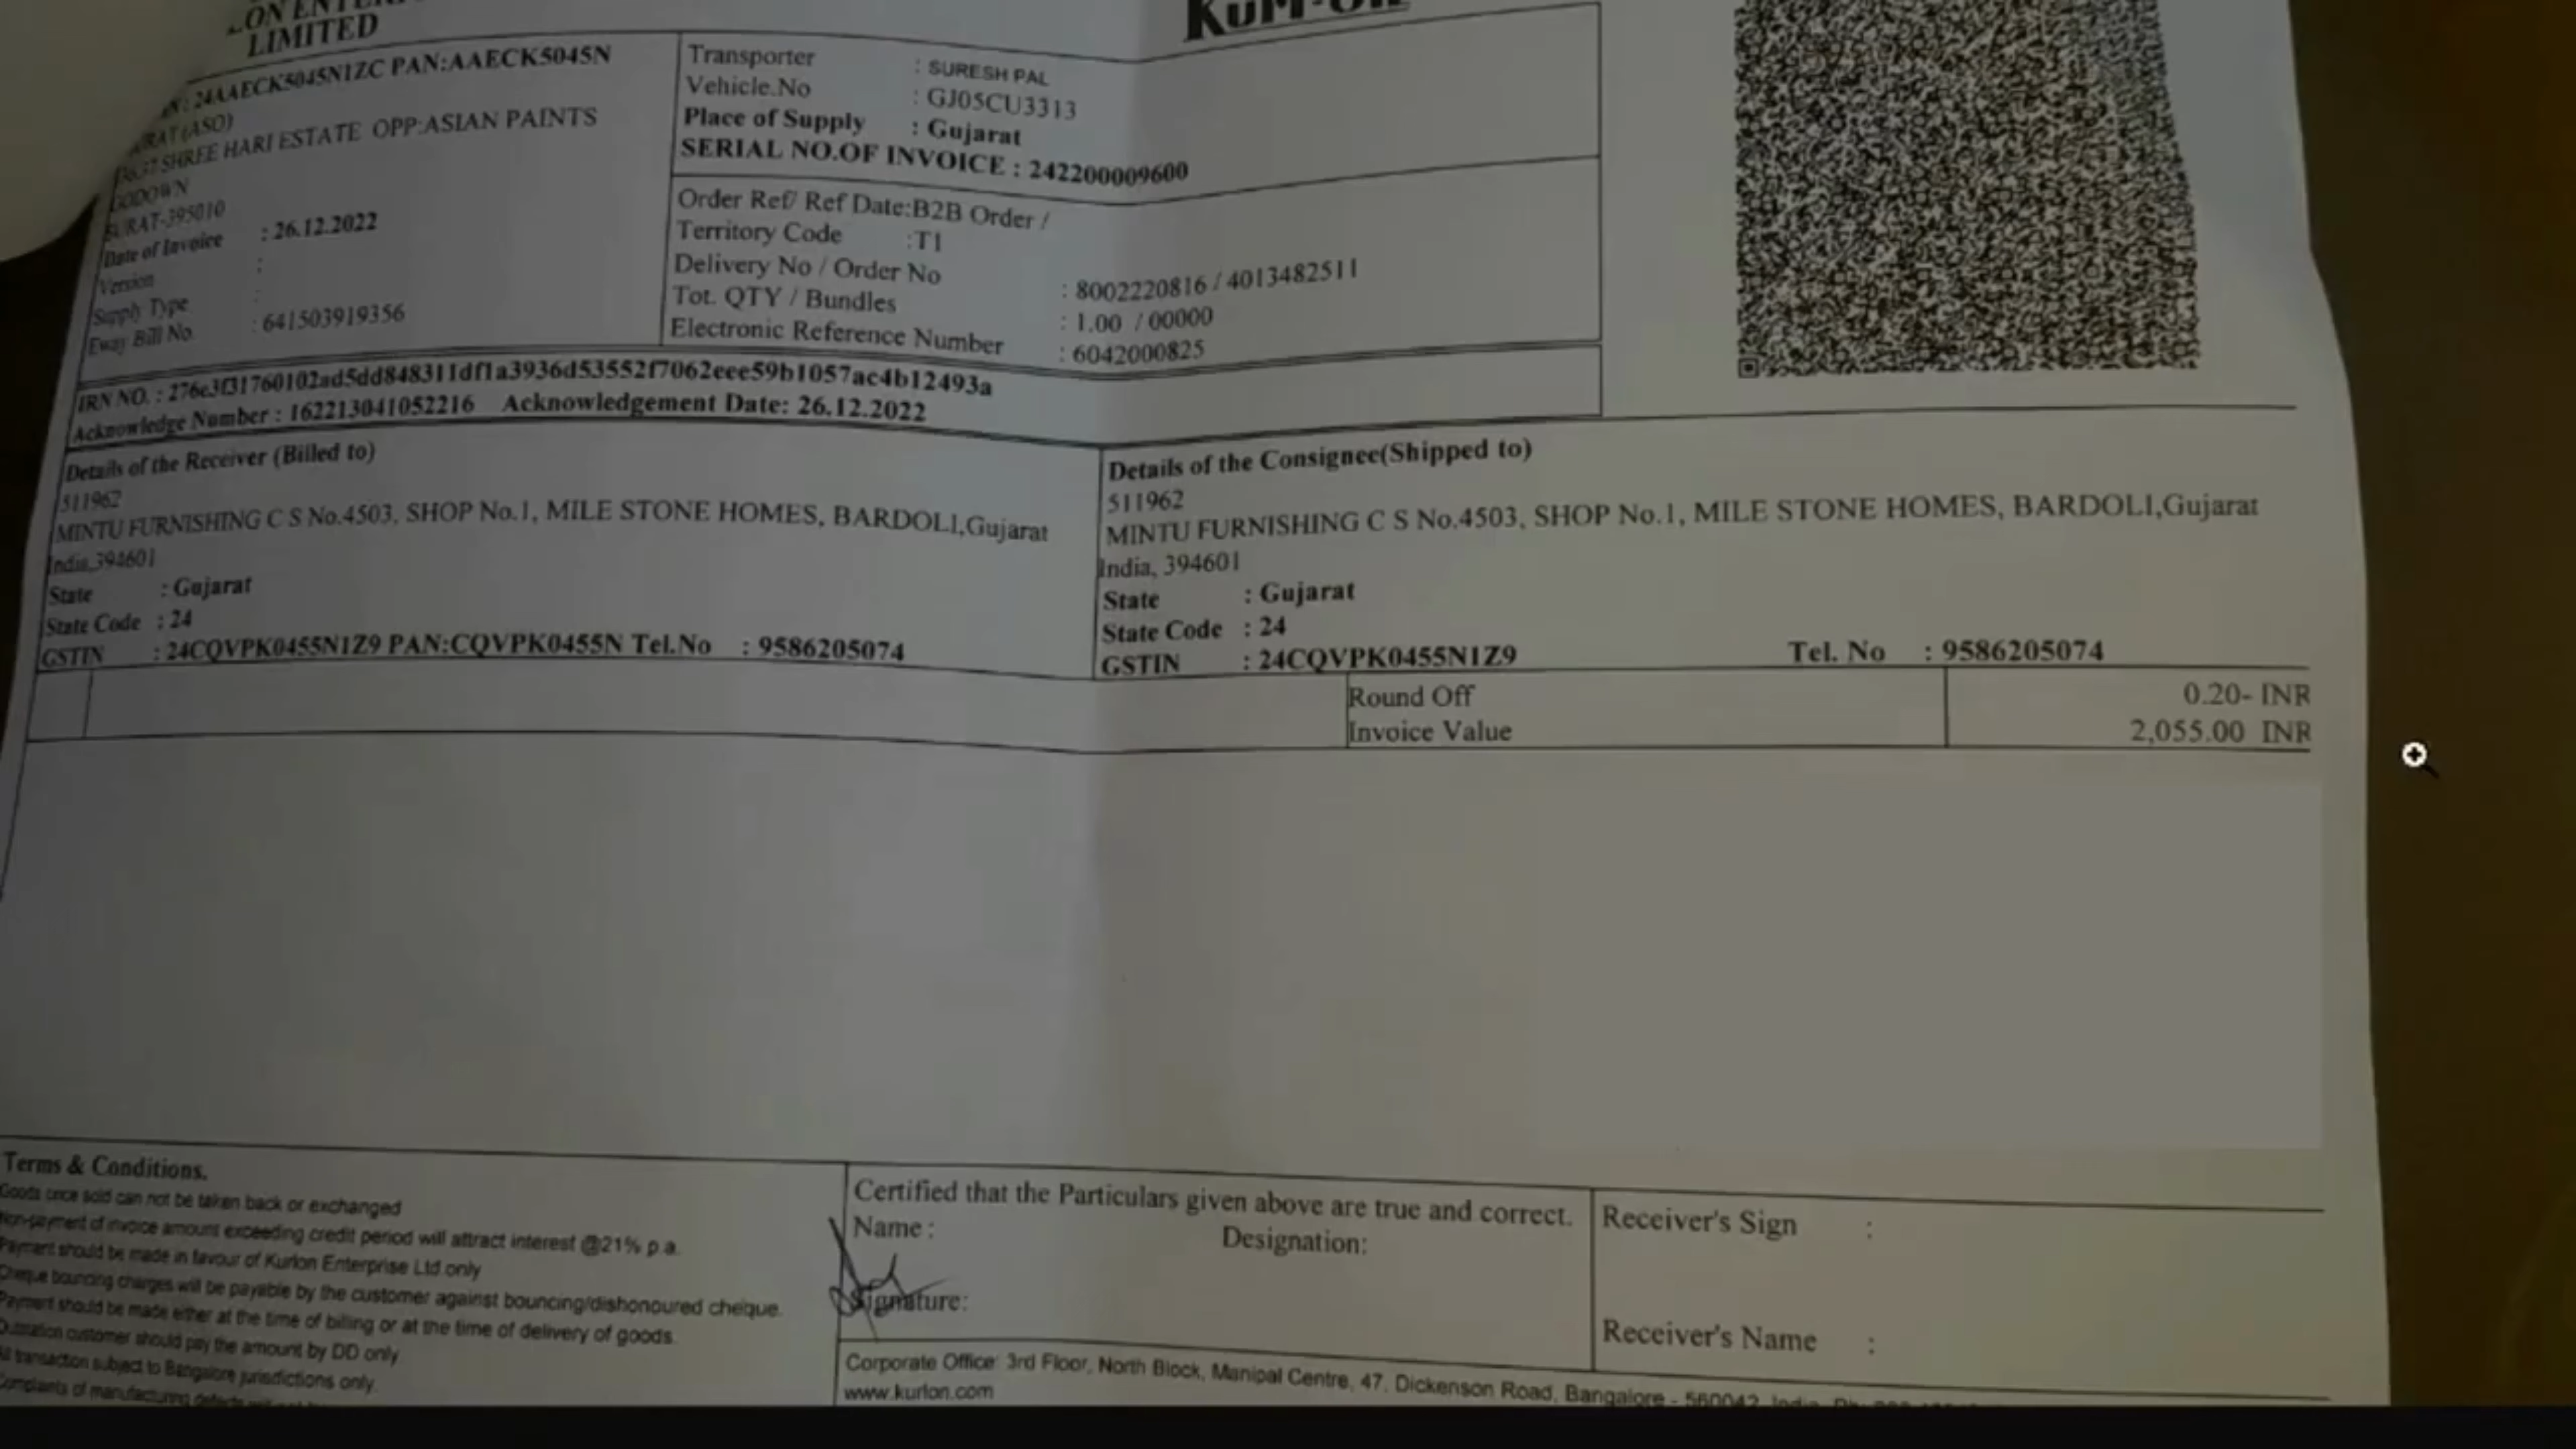 LIMITED
Kurl-on
24AAECK5045N1ZC PAN:AAECK5045N
(ASO)
SHREE HARI ESTATE OPP:ASIAN PAINTS
GODOWN
SURAT-395010
Date of Invoice : 26.12.2022
Version :
Supply Type :
Eway Bill No. : 641503919356
Transporter : SURESH PAL
Vehicle.No : GJ05CU3313
Place of Supply : Gujarat
SERIAL NO.OF INVOICE : 242200009600
Order Ref/ Ref Date:B2B Order /
Territory Code :T1
Delivery No / Order No : 8002220816 / 4013482511
Tot. QTY / Bundles : 1.00 / 00000
Electronic Reference Number : 6042000825
IRN NO. : 276c3f31760102ad5dd848311df1a3936d53552f7062eee59b1057ac4b12493a
Acknowledge Number : 162213041052216 Acknowledgement Date: 26.12.2022
Details of the Receiver (Billed to)
511962
MINTU FURNISHING C S No.4503, SHOP No.1, MILE STONE HOMES, BARDOLI,Gujarat
India,394601
State : Gujarat
State Code : 24
GSTIN : 24CQVPK0455N1Z9 PAN:CQVPK0455N Tel.No : 9586205074
Details of the Consignee(Shipped to)
511962
MINTU FURNISHING C S No.4503, SHOP No.1, MILE STONE HOMES, BARDOLI,Gujarat
India, 394601
State : Gujarat
State Code : 24
GSTIN : 24CQVPK0455N1Z9 Tel. No : 9586205074
Round Off 0.20- INR
Invoice Value 2,055.00 INR
Terms & Conditions.
Goods once sold can not be taken back or exchanged
Non-payment of invoice amount exceeding credit period will attract interest @21% p.a.
Payment should be made in favour of Kurlon Enterprise Ltd only
Cheque bouncing charges will be payable by the customer against bouncing/dishonoured cheque.
Payment should be made either at the time of billing or at the time of delivery of goods.
Outstation customer should pay the amount by DD only
All transaction subject to Bangalore jurisdictions only.
Complaints of manufacturing defects
Certified that the Particulars given above are true and correct.
Name :
Designation:
Signature:
Receiver's Sign :
Receiver's Name :
Corporate Office: 3rd Floor, North Block, Manipal Centre, 47, Dickenson Road, Bangalore - 560042, India
www.kurlon.com